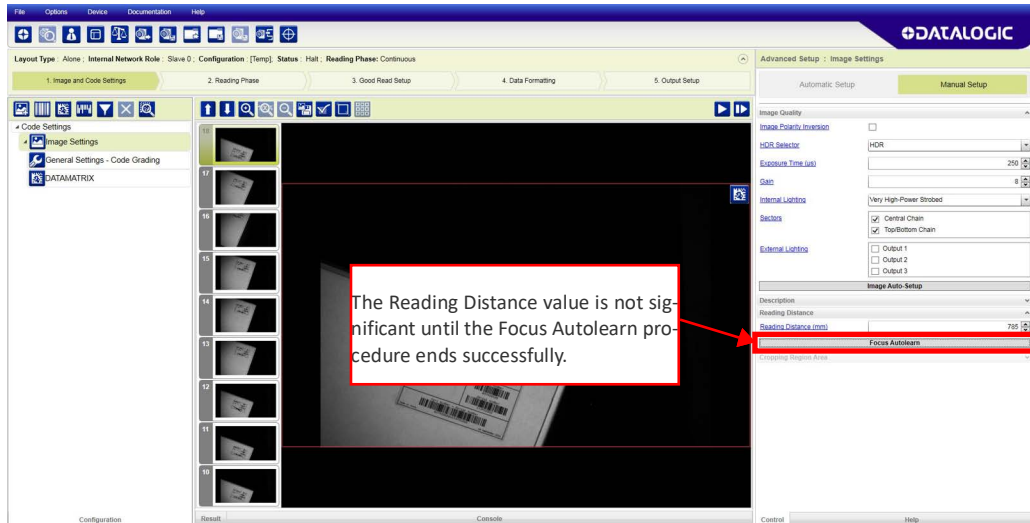 File Options Device Documentation Help
DATALOGIC
Layout Type : Alone ; Internal Network Role : Slave 0 ; Configuration : [Temp]; Status : Halt ; Reading Phase: Continuous
Advanced Setup : Image Settings
1. Image and Code Settings 2. Reading Phase 3. Good Read Setup 4. Data Formatting 5. Output Setup
Automatic Setup Manual Setup
Code Settings
Image Settings
General Settings - Code Grading
DATAMATRIX
18
17
16
15
14
13
12
11
10
The Reading Distance value is not sig-
nificant until the Focus Autolearn pro-
cedure ends successfully.
Image Quality
Image Polarity Inversion
HDR Selector HDR
Exposure Time (us) 250
Gain 8
Internal Lighting Very High-Power Strobed
Sectors Central Chain
Top/Bottom Chain
External Lighting Output 1
Output 2
Output 3
Image Auto-Setup
Description
Reading Distance
Reading Distance (mm) 785
Focus Autolearn
Cropping Region Area
Configuration Result Console Control Help